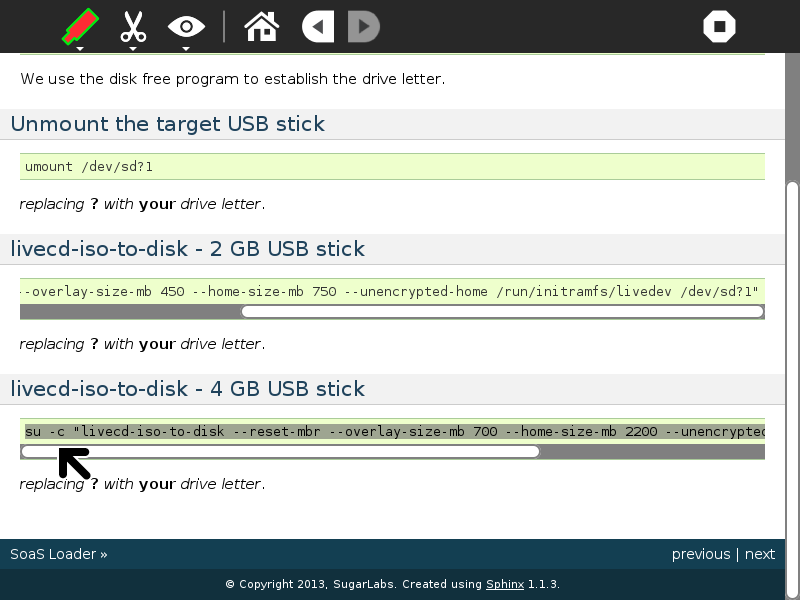 We use the disk free program to establish the drive letter.
Unmount the target USB stick
umount /dev/sd?1
replacing ? with your drive letter.
livecd-iso-to-disk - 2 GB USB stick
--overlay-size-mb 450 --home-size-mb 750 --unencrypted-home /run/initramfs/livedev /dev/sd?1"
replacing ? with your drive letter.
livecd-iso-to-disk - 4 GB USB stick
su -c "livecd-iso-to-disk --reset-mbr --overlay-size-mb 700 --home-size-mb 2200 --unencrypted
replacing ? with your drive letter.
SoaS Loader » previous | next
© Copyright 2013, SugarLabs. Created using Sphinx 1.1.3.